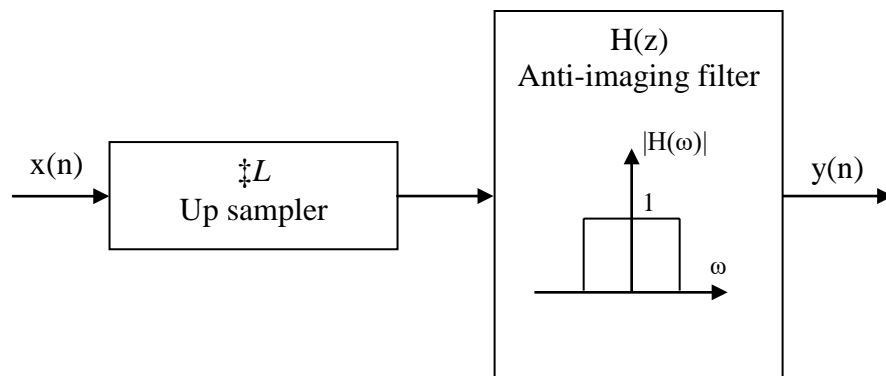 x(n)
‡L
Up sampler
H(z)
Anti-imaging filter
|H(ω)|
1
ω
y(n)